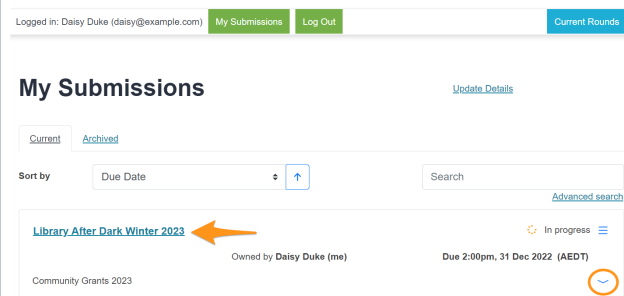 Logged in: Daisy Duke (daisy@example.com) My Submissions Log Out Current Rounds
My Submissions Update Details
Current Archived
Sort by Due Date Search
Advanced search
Library After Dark Winter 2023 In progress
Owned by Daisy Duke (me) Due 2:00pm, 31 Dec 2022 (AEDT)
Community Grants 2023